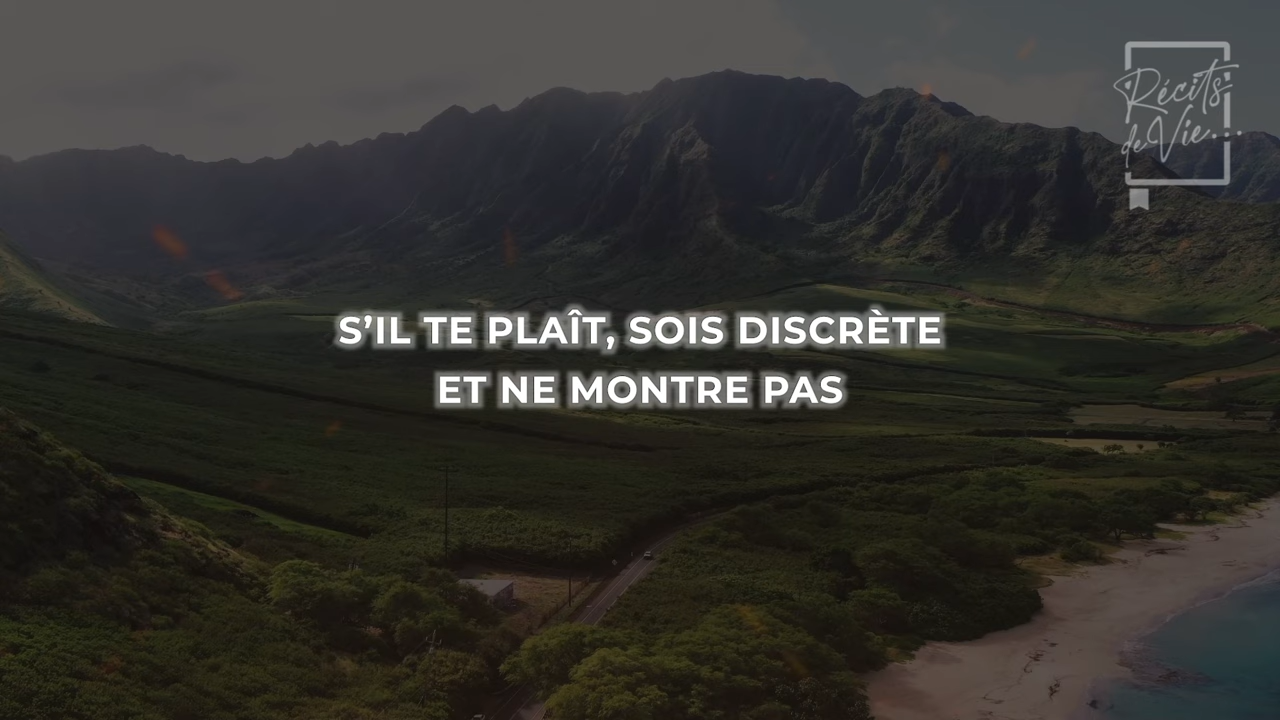 Récits
de Vie...
S'IL TE PLAÎT, SOIS DISCRÈTE
ET NE MONTRE PAS